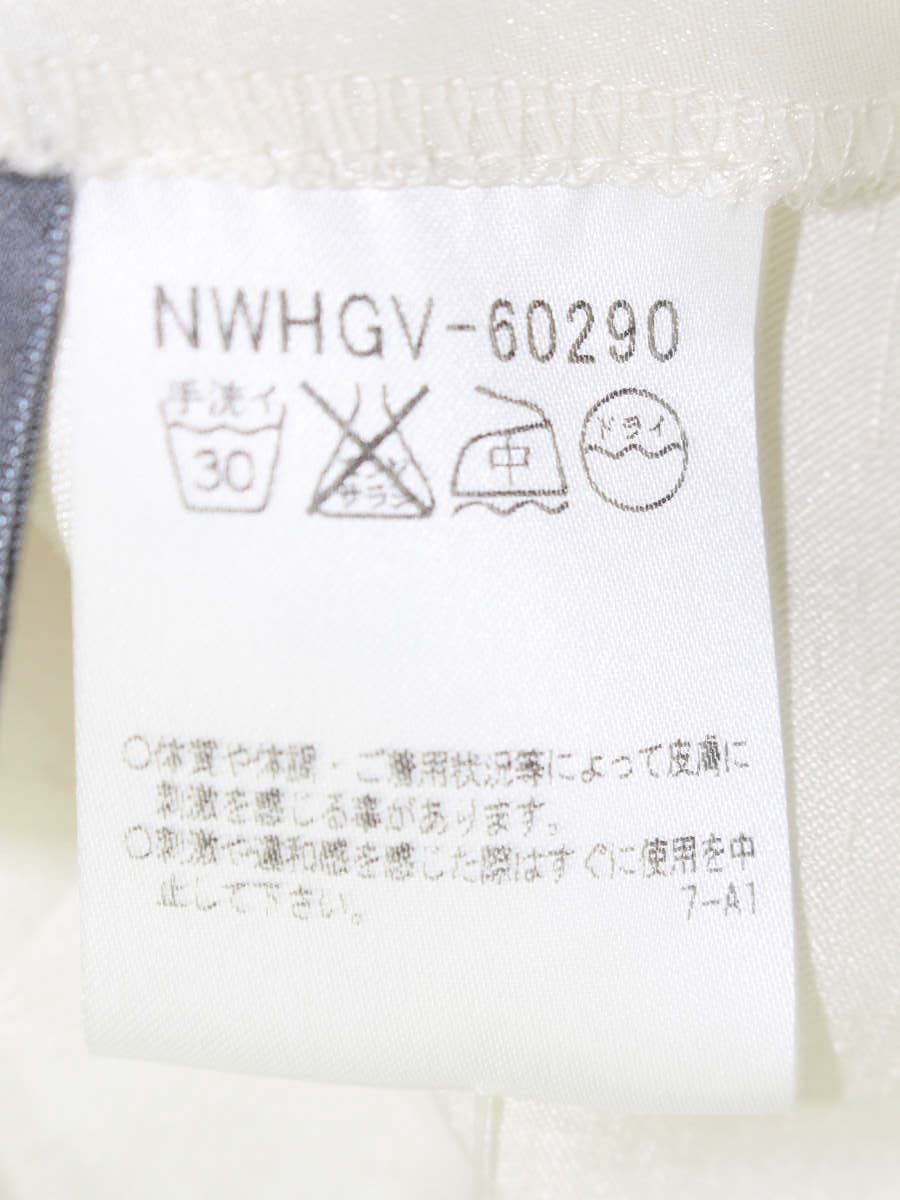 NWHGV-60290
手洗イ
30
エンソ
サラシ
中
ドライ
○体質や体調・ご着用状況等によって皮膚に
刺激を感じる事があります。
○刺激や違和感を感じた際はすぐに使用を中
止して下さい。
7-A1